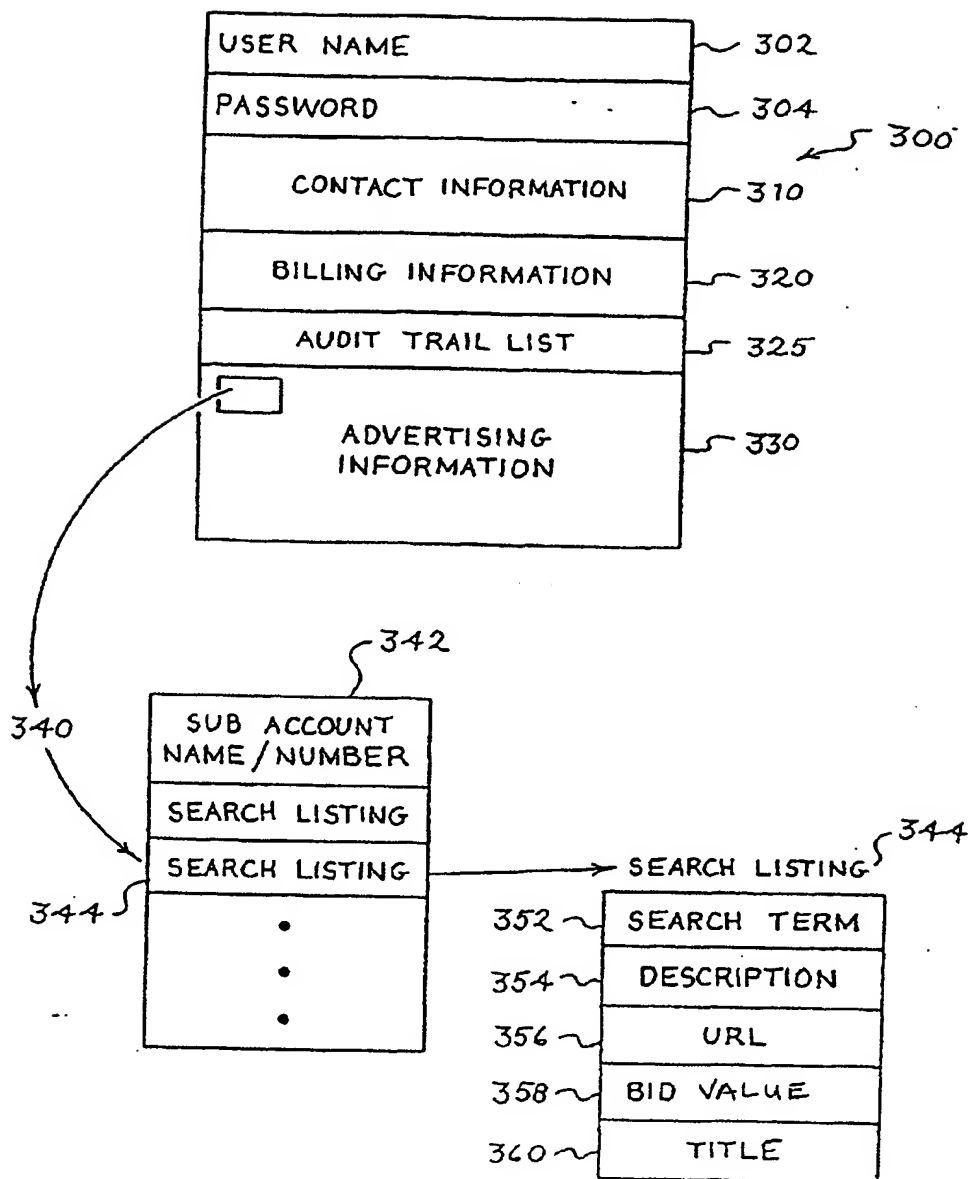 USER NAME
302
PASSWORD
304
300
CONTACT INFORMATION
310
BILLING INFORMATION
320
AUDIT TRAIL LIST
325
ADVERTISING
INFORMATION
330
340
342
SUB ACCOUNT
NAME/NUMBER
SEARCH LISTING
SEARCH LISTING
344
SEARCH LISTING
344
352
SEARCH TERM
354
DESCRIPTION
356
URL
358
BID VALUE
360
TITLE